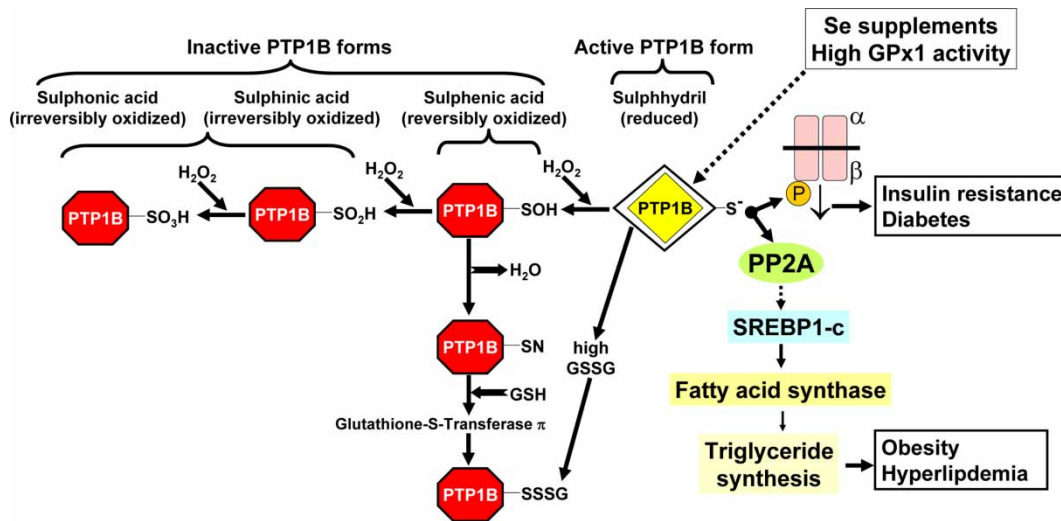 Inactive PTP1B forms
Active PTP1B form
Se supplements
High GPx1 activity
Sulphonic acid
(irreversibly oxidized)
Sulphinic acid
(irreversibly oxidized)
Sulphenic acid
(reversibly oxidized)
Sulphhydril
(reduced)
α
β
P
H2O2
H2O2
H2O2
PTP1B
SO3H
PTP1B
SO2H
PTP1B
SOH
PTP1B
S-
Insulin resistance
Diabetes
H2O
PP2A
PTP1B
SN
high
GSSG
SREBP1-c
GSH
Fatty acid synthase
Glutathione-S-Transferase π
PTP1B
SSSG
Triglyceride
synthesis
Obesity
Hyperlipdemia